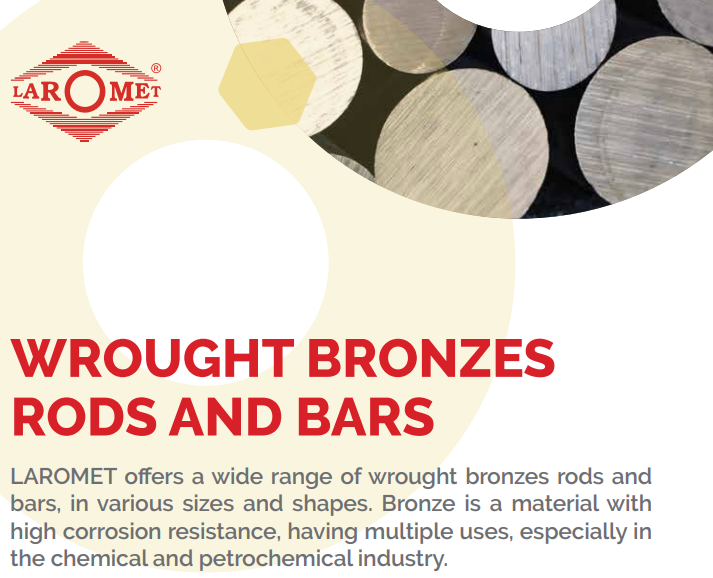 LAROMET®
WROUGHT BRONZES
RODS AND BARS
LAROMET offers a wide range of wrought bronzes rods and
bars, in various sizes and shapes. Bronze is a material with
high corrosion resistance, having multiple uses, especially in
the chemical and petrochemical industry.